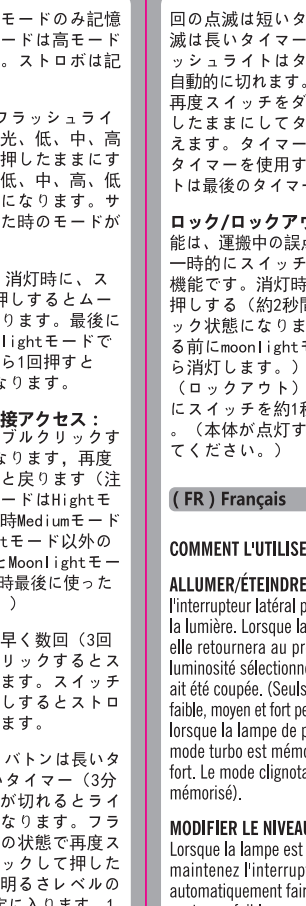 モードのみ記憶
ードは高モード
。ストロボは記
フラッシュライ
光、低、中、高
押したままにす
低、中、高、低
になります。サ
た時のモードが
消灯時に、ス
押しするとムー
ります。最後に
lightモードで
ら1回押すと
なります。
接アクセス：
ブルクリックす
なります，再度
と戻ります（注
ードはHightモ
時Mediumモード
tモード以外の
とMoonlightモー
時最後に使った
）
早く数回（3回
リックするとス
ます。スイッチ
しするとストロ
ます。
バトンは長いタ
いタイマー（3分
が切れるとライ
なります。フラ
の状態で再度ス
ックして押した
明るさレベルの
定に入ります。1
回の点滅は短いタ
滅は長いタイマー
ッシュライトはタ
自動的に切れます。
再度スイッチをダ
したままにしてタ
えます。タイマー
タイマーを使用す
トは最後のタイマー
ロック/ロックアウ
能は、運搬中の誤点
一時的にスイッチ
機能です。消灯時
押しする（約2秒間
ック状態になりま
る前にmoonlightモ
ら消灯します。）
（ロックアウト）
にスイッチを約1秒
。（本体が点灯す
てください。）
( FR ) Français
COMMENT L'UTILISE
ALLUMER/ÉTEINDRE
l'interrupteur latéral p
la lumière. Lorsque la
elle retournera au pr
luminosité sélectionn
ait été coupée. (Seuls
faible, moyen et fort pe
lorsque la lampe de p
mode turbo est mém
fort. Le mode clignota
mémorisé).
MODIFIER LE NIVEAU
Lorsque la lampe est
maintenez l'interrupt
automatiquement fair